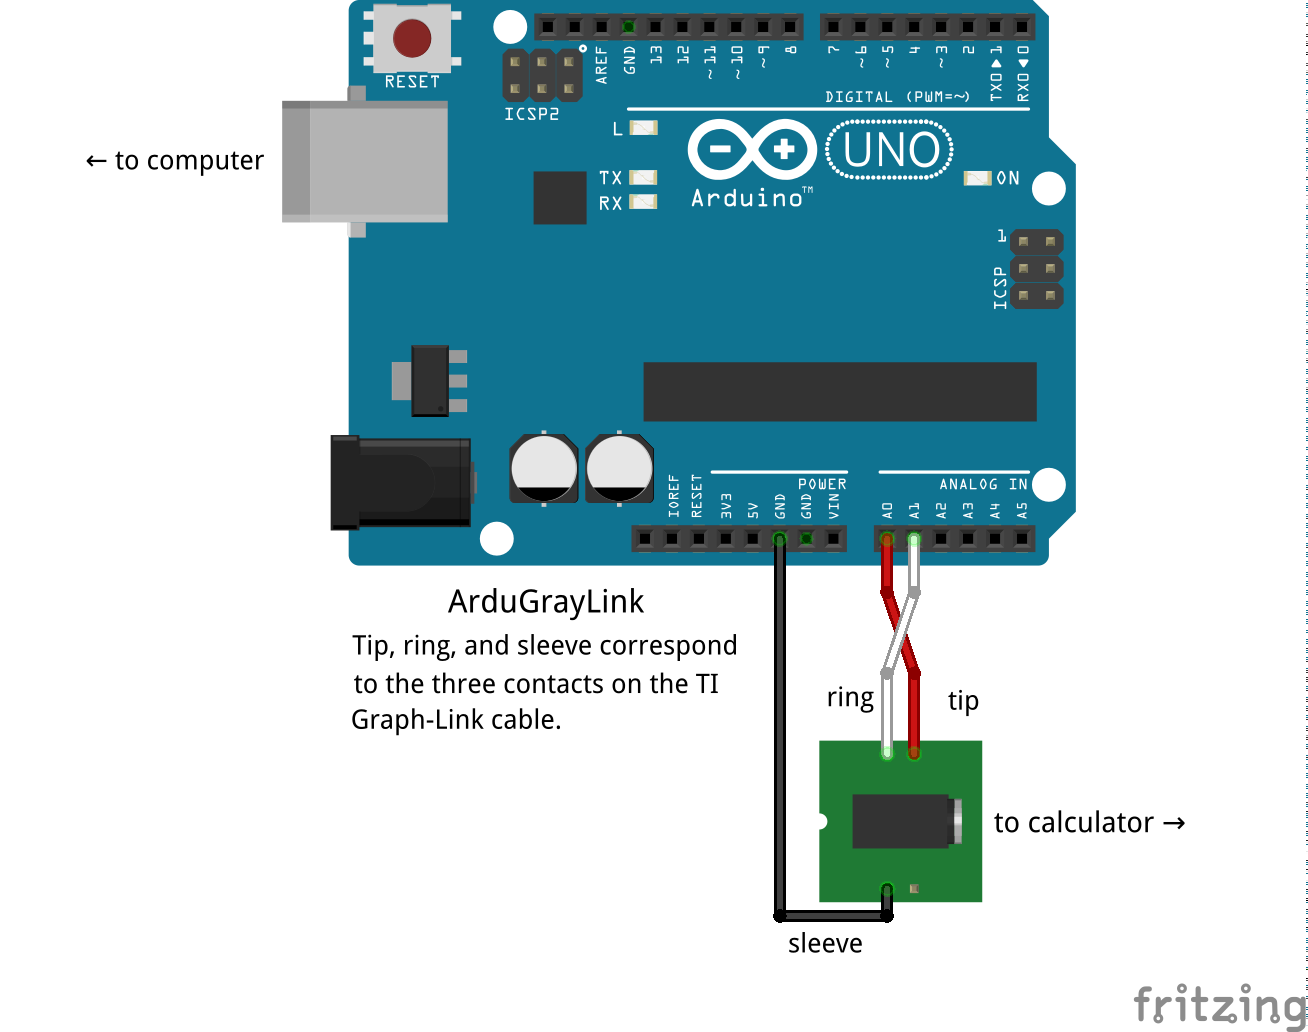 RESET
ICSP2
AREF
GND
13
12
~11
~10
~9
8
7
~6
~5
4
~3
2
TX0▶1
RX0◀0
DIGITAL (PWM=~)
L
← to computer
TX
RX
UNO
Arduino™
ON
1
ICSP
IOREF
RESET
3V3
5V
GND
GND
VIN
POWER
ANALOG IN
A0
A1
A2
A3
A4
A5
ArduGrayLink
Tip, ring, and sleeve correspond
to the three contacts on the TI
Graph-Link cable.
ring
tip
to calculator →
sleeve
fritzing